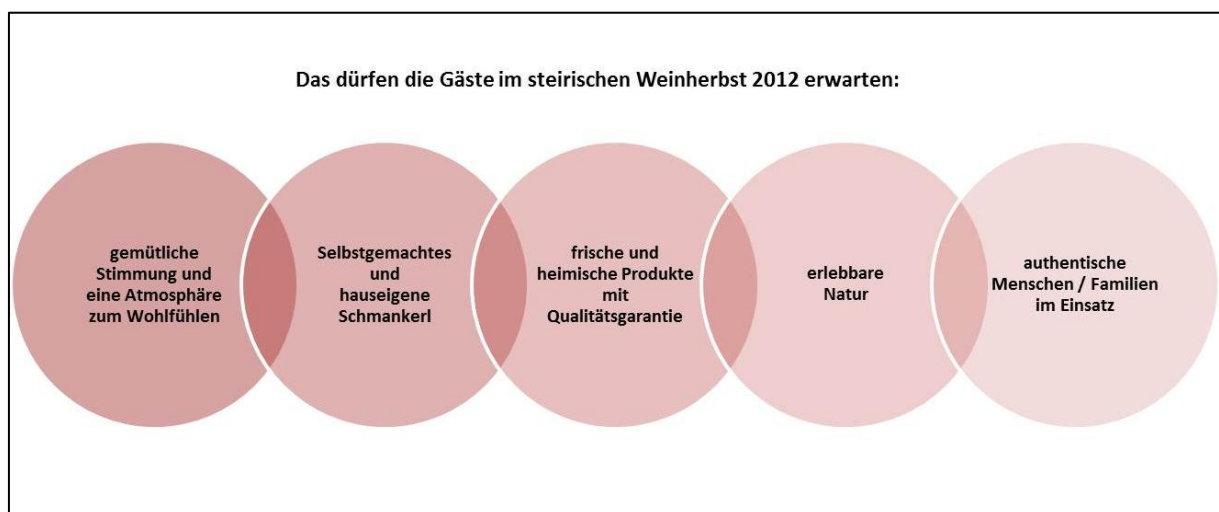 Das dürfen die Gäste im steirischen Weinherbst 2012 erwarten:
gemütliche
Stimmung und
eine Atmosphäre
zum Wohlfühlen
Selbstgemachtes
und
hauseigene
Schmankerl
frische und
heimische Produkte
mit
Qualitätsgarantie
erlebbare
Natur
authentische
Menschen / Familien
im Einsatz